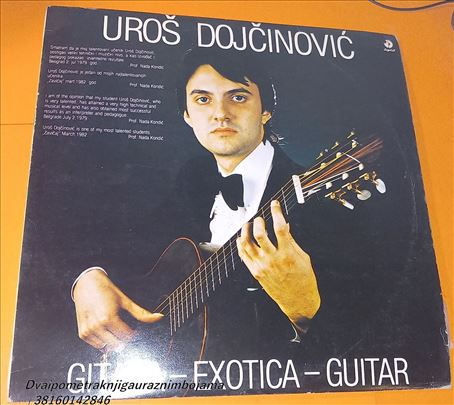 UROŠ DOJČINOVIĆ
Smatram da je moj talentovani učenik Uroš Dojčinović,
postigao veliki tehnički i muzički nivo, a kao izvođač i
pedagog pokazao izvanredne rezultate.
Beograd 2. jul 1979. god.
Prof. Nada Kondić
Uroš Dojčinović je jedan od mojih najtalentovanijih
učenika.
„Zavičaj" mart 1982. god.
Prof. Nada Kondić
I am of the opinion that my student Uroš Dojčinović, who
is very talented, has attained a very high technical and
musical level and has also obtained most successful
results as an interpreter and pedagogue.
Belgrade July 2 1979.
Prof. Nada Kondić
Uroš Dojčinović is one of my most talented students.
„Zavičaj" March 1982
Prof. Nada Kondić
– EXOTICA – GUITAR
Dvaipometraknjigauraznimbojama
38160142846